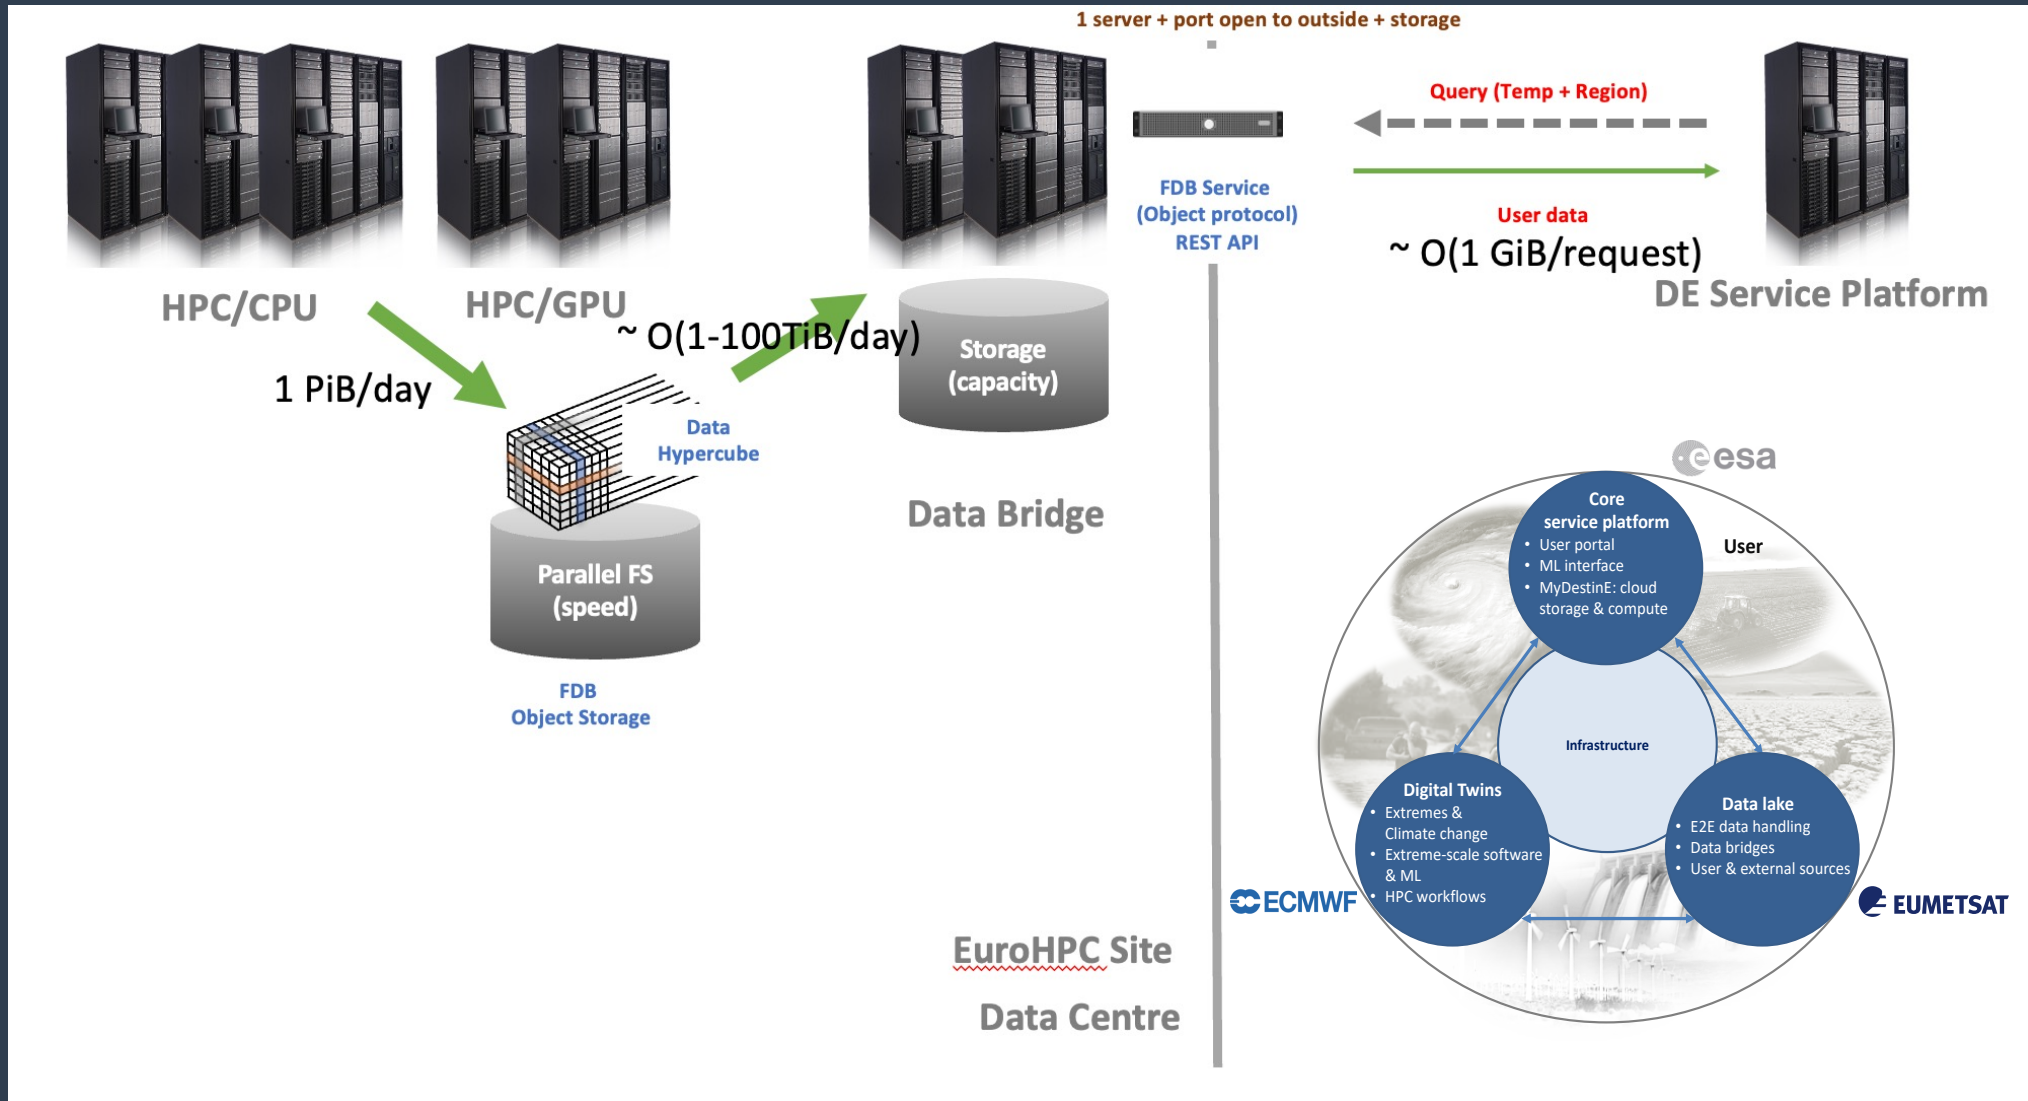 1 server + port open to outside + storage
Query (Temp + Region)
FDB Service
(Object protocol)
REST API
User data
~ O(1 GiB/request)
DE Service Platform
HPC/CPU
HPC/GPU
~ O(1-100TiB/day)
1 PiB/day
Storage
(capacity)
Data
Hypercube
Data Bridge
Parallel FS
(speed)
FDB
Object Storage
esa
Core
service platform
• User portal
• ML interface
• MyDestinE: cloud
storage & compute
User
Infrastructure
Digital Twins
• Extremes &
Climate change
• Extreme-scale software
& ML
• HPC workflows
Data lake
• E2E data handling
• Data bridges
• User & external sources
ECMWF
EUMETSAT
EuroHPC Site
Data Centre